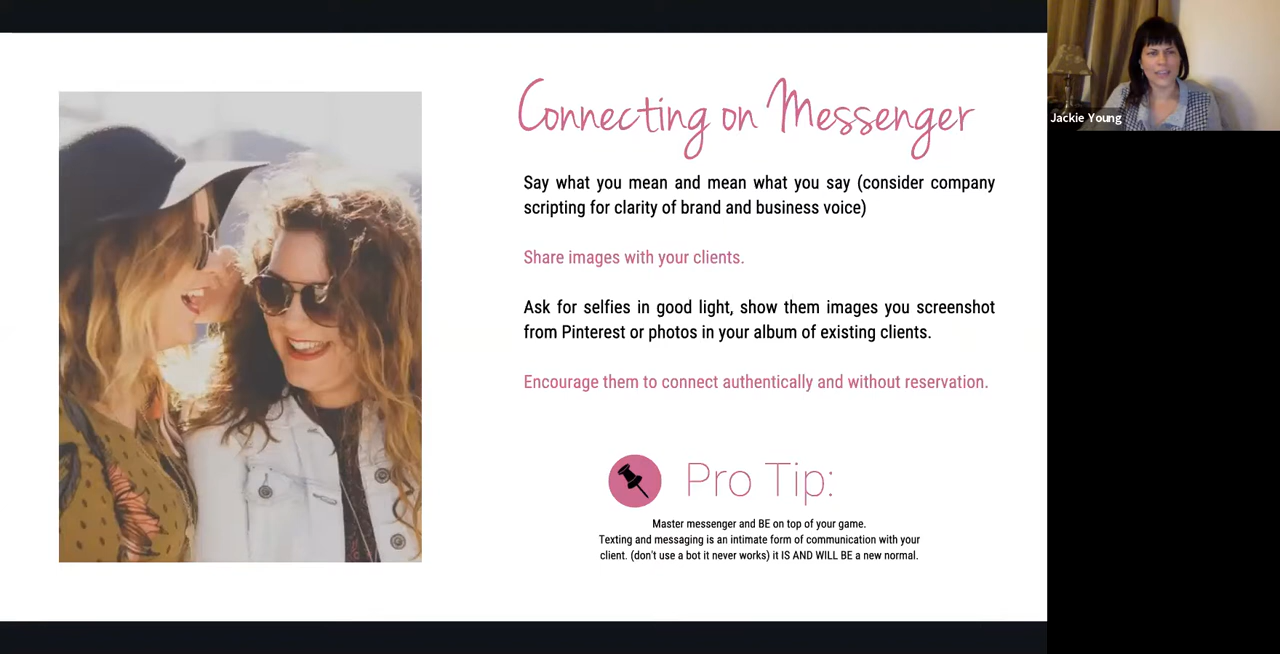 Connecting on Messenger
Say what you mean and mean what you say (consider company
scripting for clarity of brand and business voice)
Share images with your clients.
Ask for selfies in good light, show them images you screenshot
from Pinterest or photos in your album of existing clients.
Encourage them to connect authentically and without reservation.
Pro Tip:
Master messenger and BE on top of your game.
Texting and messaging is an intimate form of communication with your
client. (don't use a bot it never works) it IS AND WILL BE a new normal.
Jackie Young